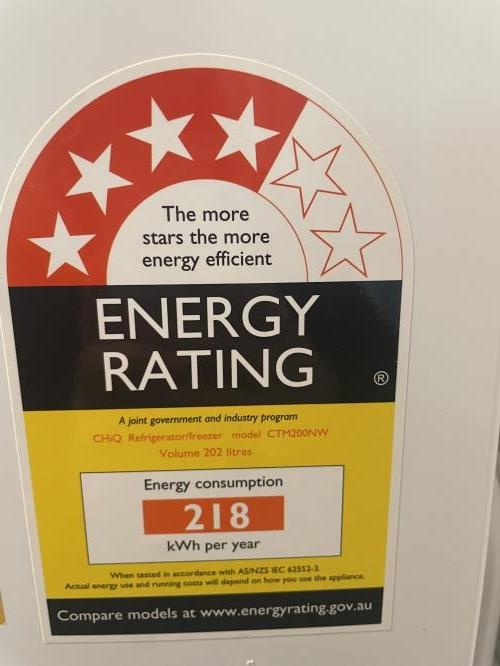 The more
stars the more
energy efficient
ENERGY
RATING
®
A joint government and industry program
CHiQ Refrigerator/freezer model CTM200NW
Volume 202 litres
Energy consumption
218
kWh per year
When tested in accordance with AS/NZS IEC 62552-3.
Actual energy use and running costs will depend on how you use the appliance.
Compare models at www.energyrating.gov.au